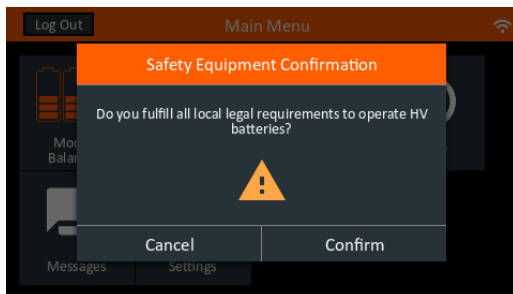 Log Out
Main Menu
Safety Equipment Confirmation
Do you fulfill all local legal requirements to operate HV
batteries?
Cancel
Confirm
Messages
Settings